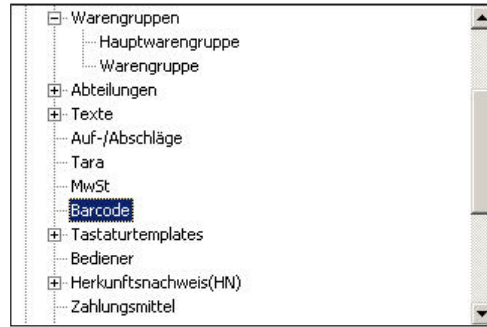 Warengruppen
Hauptwarengruppe
Warengruppe
Abteilungen
Texte
Auf-/Abschläge
Tara
MwSt
Barcode
Tastaturtemplates
Bediener
Herkunftsnachweis(HN)
Zahlungsmittel